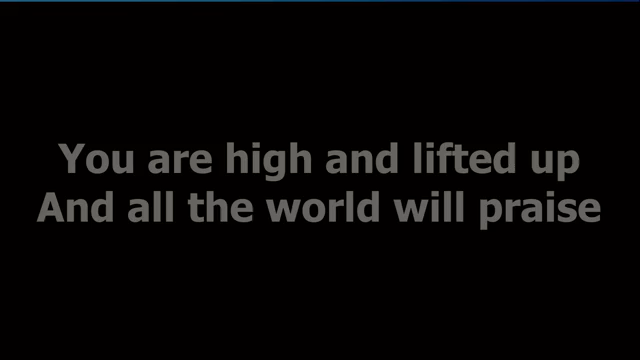 You are high and lifted up
And all the world will praise